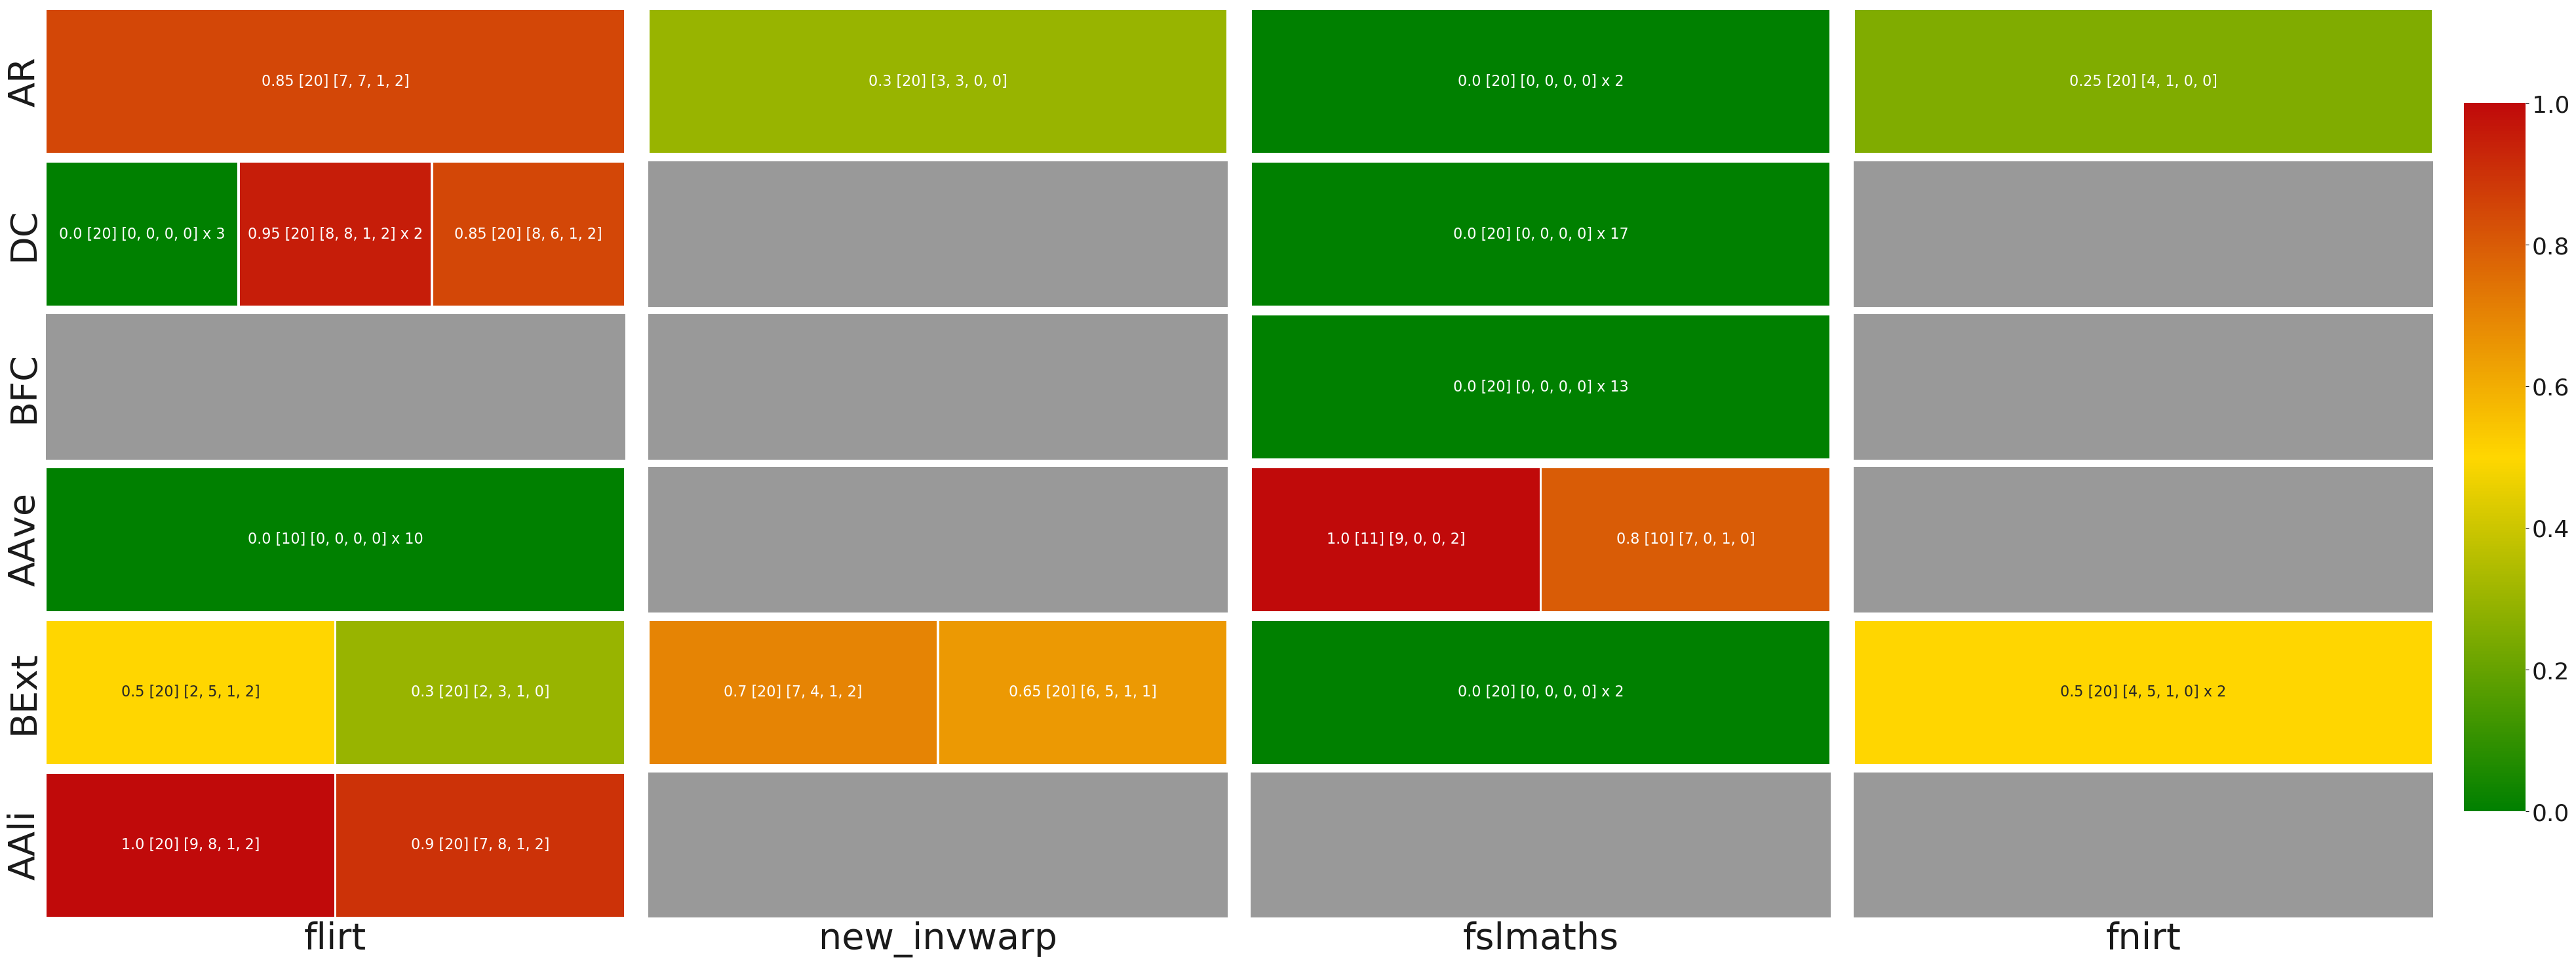 AR
0.85 [20] [7, 7, 1, 2]
0.3 [20] [3, 3, 0, 0]
0.0 [20] [0, 0, 0, 0] x 2
0.25 [20] [4, 1, 0, 0]
DC
0.0 [20] [0, 0, 0, 0] x 3
0.95 [20] [8, 8, 1, 2] x 2
0.85 [20] [8, 6, 1, 2]
0.0 [20] [0, 0, 0, 0] x 17
BFC
0.0 [20] [0, 0, 0, 0] x 13
AAve
0.0 [10] [0, 0, 0, 0] x 10
1.0 [11] [9, 0, 0, 2]
0.8 [10] [7, 0, 1, 0]
BExt
0.5 [20] [2, 5, 1, 2]
0.3 [20] [2, 3, 1, 0]
0.7 [20] [7, 4, 1, 2]
0.65 [20] [6, 5, 1, 1]
0.0 [20] [0, 0, 0, 0] x 2
0.5 [20] [4, 5, 1, 0] x 2
AAli
1.0 [20] [9, 8, 1, 2]
0.9 [20] [7, 8, 1, 2]
flirt
new_invwarp
fslmaths
fnirt
1.0
0.8
0.6
0.4
0.2
0.0